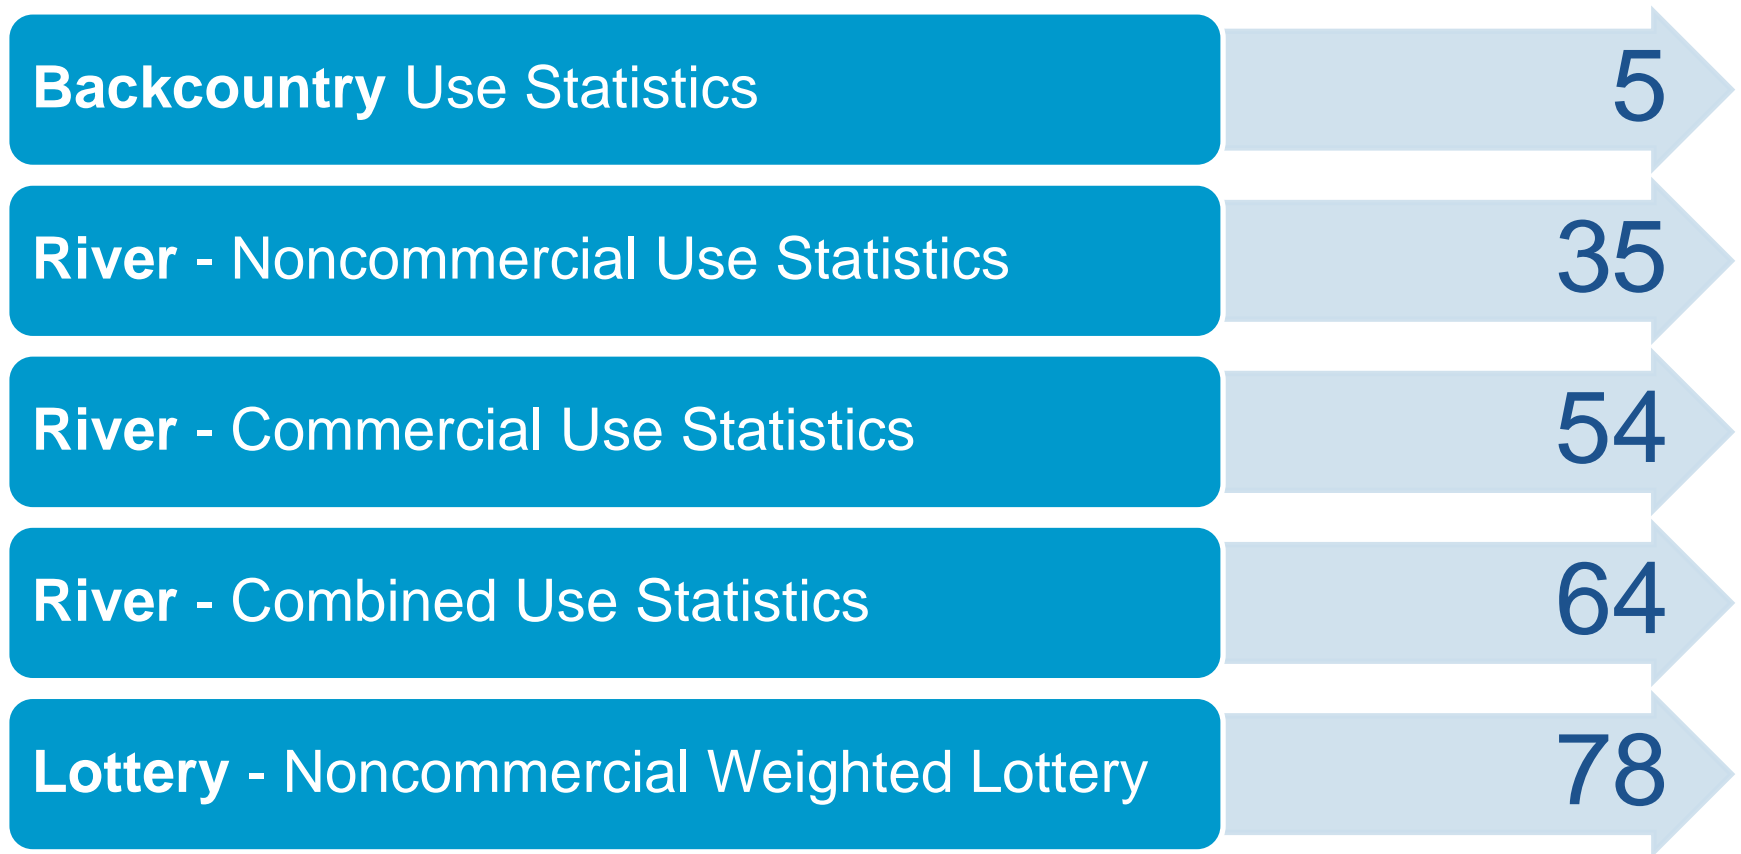 Backcountry Use Statistics 5
River - Noncommercial Use Statistics 35
River - Commercial Use Statistics 54
River - Combined Use Statistics 64
Lottery - Noncommercial Weighted Lottery 78